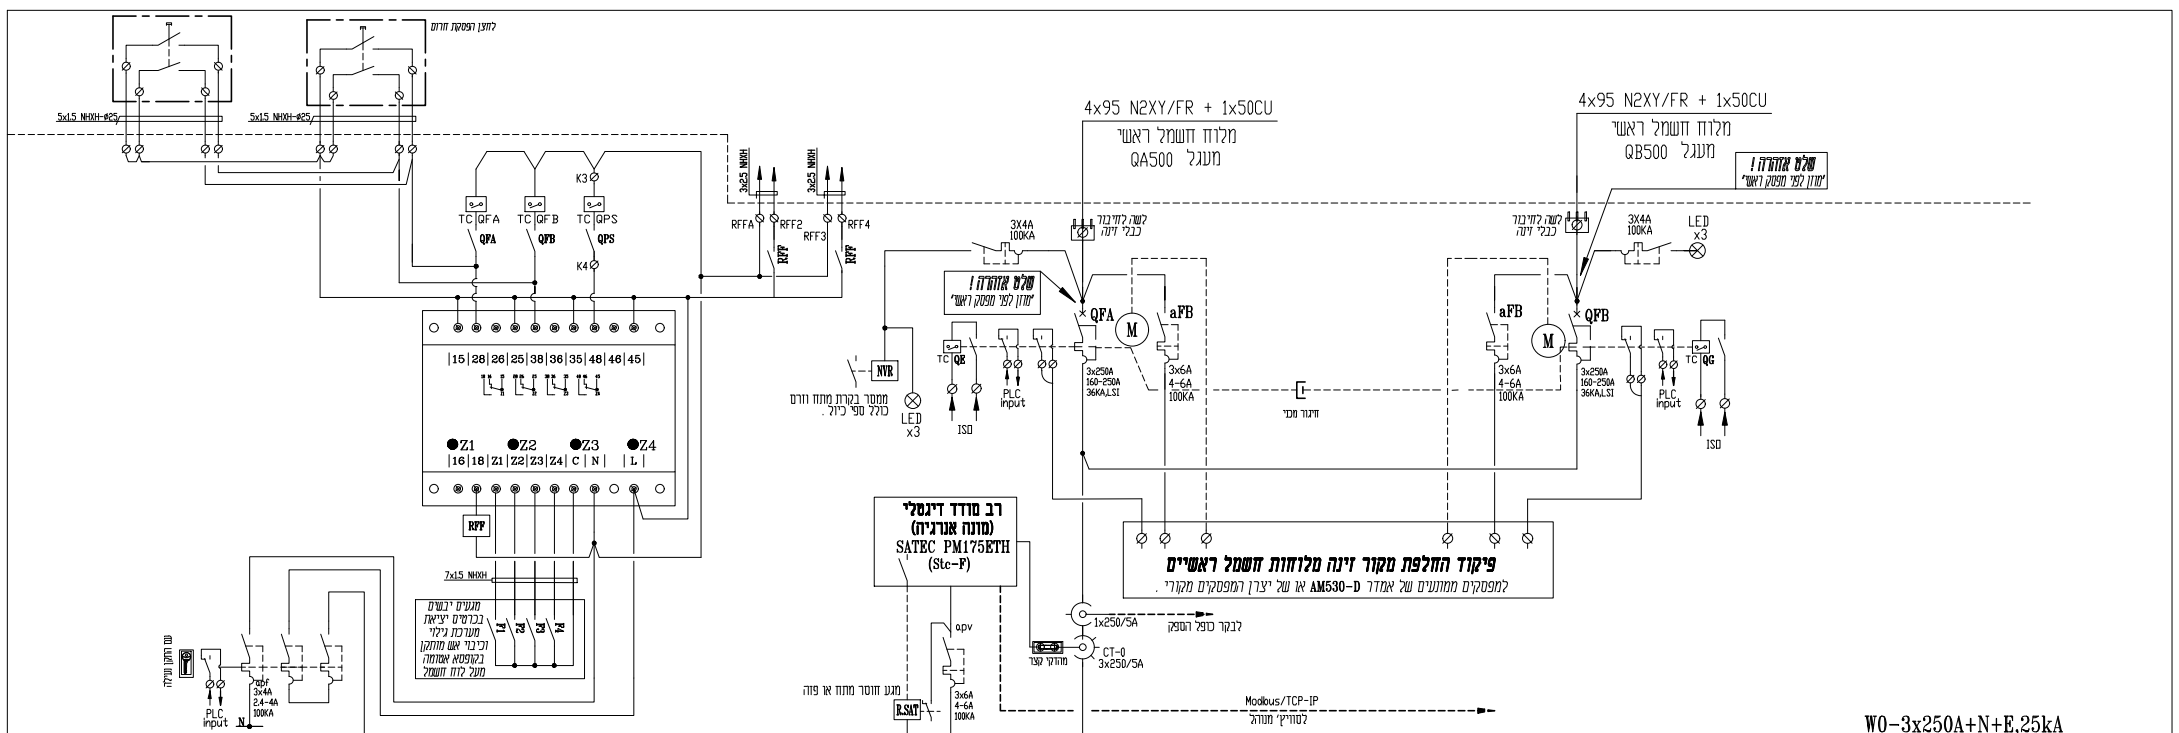 לחצן הפסקת חרום
5x1.5 NHXH-Ø25
5x1.5 NHXH-Ø25
4x95 N2XY/FR + 1x50CU
מלוח חשמל ראשי
מעגל QA500
4x95 N2XY/FR + 1x50CU
מלוח חשמל ראשי
מעגל QB500
שלט אזהרה !
"מוזן לפני מפסק ראשי"
3x2.5 NHXH
3x2.5 NHXH
K3
TC QFA
TC QFB
TC QPS
QFA
QFB
QPS
K4
RFFA
RFF2
RFF3
RFF4
RFF
RFF
3X4A
100KA
לשה לחיבור
כבלי זינה
לשה לחיבור
כבלי זינה
3X4A
100KA
LED
x3
שלט אזהרה !
"מוזן לפני מפסק ראשי"
QFA
M
aFB
aFB
M
QFB
TC QE
TC QG
15 28 26 25 38 36 35 48 46 45
NVR
ממסר בקרת מתח וזרם
כולל ספי כיול .
LED
x3
ISO
PLC
input
3x250A
160-250A
36KA,LSI
3x6A
4-6A
100KA
חיגור מכני
3x6A
4-6A
100KA
3x250A
160-250A
36KA,LSI
PLC
input
ISO
Z1 Z2 Z3 Z4
16 18 Z1 Z2 Z3 Z4 C N L
RFF
7x1.5 NHXH
רב מודד דיגטלי
(מונה אנרגיה)
SATEC PM175ETH
(Stc-F)
פיקוד החלפת מקור זינה מלוחות חשמל ראשיים
למפסקים ממונעים של אמדר AM530-D או של יצרן המפסקים מקורי .
מגעים יבשים
בכרטיס יציאת
מערכת גילוי
וכיבוי אש מותקן
בקופסא אטומה
מעל לוח חשמל
F1
F2
F3
F4
1x250/5A
לבקר כופל הספק
מהדקי קצר
CT-0
3x250/5A
apv
3x6A
4-6A
100KA
מגע חוסר מתח או פזה
R.SAT
Modbus/TCP-IP
לסוויץ' מנוהל
עם התקן נעילה
PLC
input
apf
3x4A
2.4-4A
100KA
N
W0-3x250A+N+E,25kA